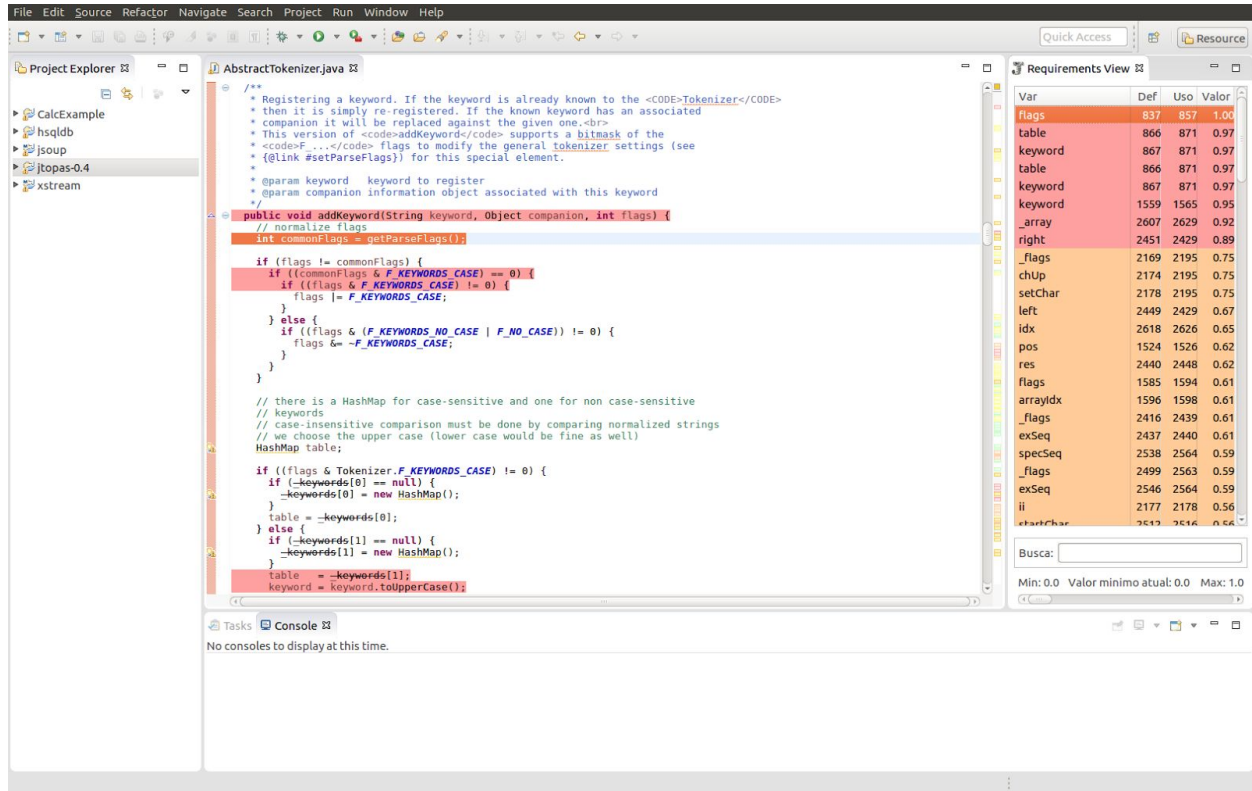 File Edit Source Refactor Navigate Search Project Run Window Help
Quick Access
Resource
Project Explorer
CalcExample
hsqldb
jsoup
jtopas-0.4
xstream
AbstractTokenizer.java
/**
* Registering a keyword. If the keyword is already known to the <CODE>Tokenizer</CODE>
* then it is simply re-registered. If the known keyword has an associated
* companion it will be replaced against the given one.<br>
* This version of <code>addKeyword</code> supports a bitmask of the
* <code>F_...</code> flags to modify the general tokenizer settings (see
* {@link #setParseFlags}) for this special element.
*
* @param keyword   keyword to register
* @param companion information object associated with this keyword
*/
public void addKeyword(String keyword, Object companion, int flags) {
// normalize flags
int commonFlags = getParseFlags();
if (flags != commonFlags) {
if ((commonFlags & F_KEYWORDS_CASE) == 0) {
if ((flags & F_KEYWORDS_CASE) != 0) {
flags |= F_KEYWORDS_CASE;
}
} else {
if ((flags & (F_KEYWORDS_NO_CASE | F_NO_CASE)) != 0) {
flags &= ~F_KEYWORDS_CASE;
}
}
}
// there is a HashMap for case-sensitive and one for non case-sensitive
// keywords
// case-insensitive comparison must be done by comparing normalized strings
// we choose the upper case (lower case would be fine as well)
HashMap table;
if ((flags & Tokenizer.F_KEYWORDS_CASE) != 0) {
if (_keywords[0] == null) {
_keywords[0] = new HashMap();
}
table = _keywords[0];
} else {
if (_keywords[1] == null) {
_keywords[1] = new HashMap();
}
table   = _keywords[1];
keyword = keyword.toUpperCase();
Requirements View
Var Def Uso Valor
flags 837 857 1.00
table 866 871 0.97
keyword 867 871 0.97
table 866 871 0.97
keyword 867 871 0.97
keyword 1559 1565 0.95
_array 2607 2629 0.92
right 2451 2429 0.89
_flags 2169 2195 0.75
chUp 2174 2195 0.75
setChar 2178 2195 0.75
left 2449 2429 0.67
idx 2618 2626 0.65
pos 1524 1526 0.62
res 2440 2448 0.62
flags 1585 1594 0.61
arrayIdx 1596 1598 0.61
_flags 2416 2439 0.61
exSeq 2437 2440 0.61
specSeq 2538 2564 0.59
_flags 2499 2563 0.59
exSeq 2546 2564 0.59
ii 2177 2178 0.56
startChar 2512 2516 0.56
Busca:
Min: 0.0 Valor minimo atual: 0.0 Max: 1.0
Tasks Console
No consoles to display at this time.